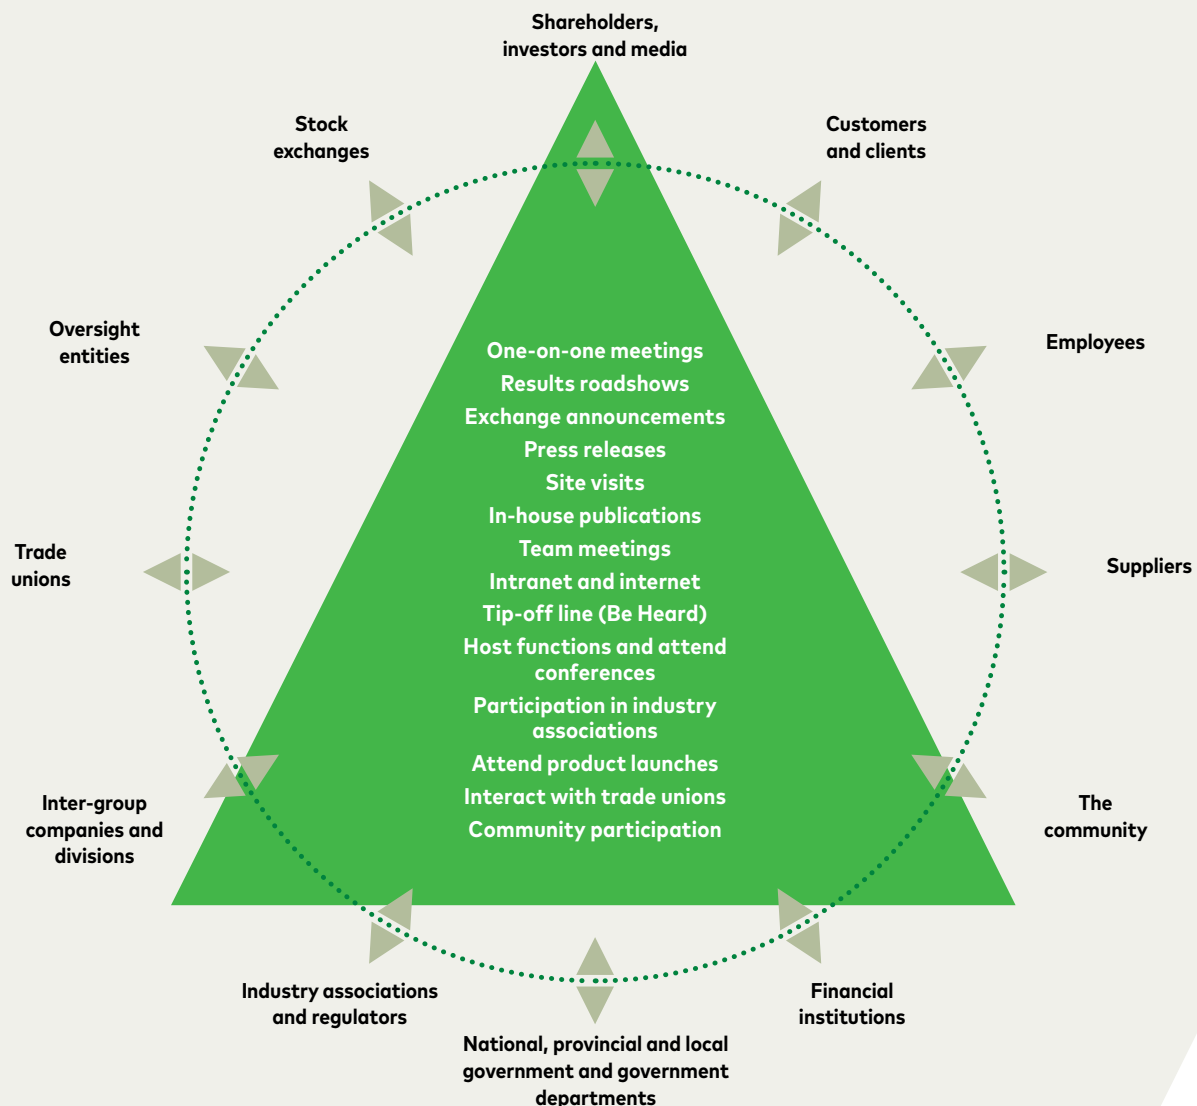 Shareholders,
investors and media
Stock
exchanges
Customers
and clients
Oversight
entities
Employees
Trade
unions
Suppliers
One-on-one meetings
Results roadshows
Exchange announcements
Press releases
Site visits
In-house publications
Team meetings
Intranet and internet
Tip-off line (Be Heard)
Host functions and attend
conferences
Participation in industry
associations
Attend product launches
Interact with trade unions
Community participation
Inter-group
companies and
divisions
The
community
Industry associations
and regulators
Financial
institutions
National, provincial and local
government and government
departments